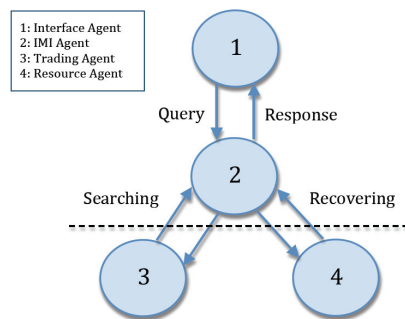 1: Interface Agent
2: IMI Agent
3: Trading Agent
4: Resource Agent
1
Query
Response
2
Searching
Recovering
3
4